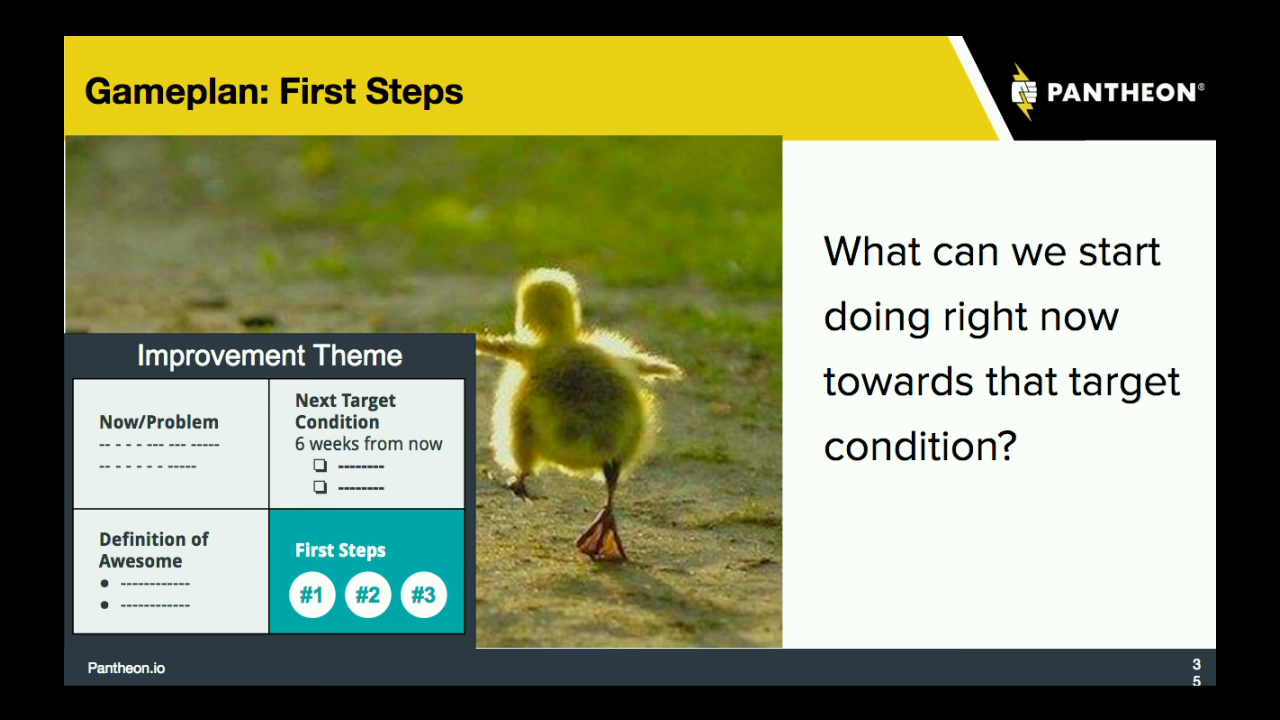 Gameplan: First Steps
PANTHEON®
What can we start
doing right now
towards that target
condition?
Improvement Theme
Now/Problem
-- - - - --- --- -----
-- - - - - - -----
Next Target
Condition
6 weeks from now
❏ --------
❏ --------
Definition of
Awesome
● ------------
● ------------
First Steps
#1 #2 #3
Pantheon.io
3
5